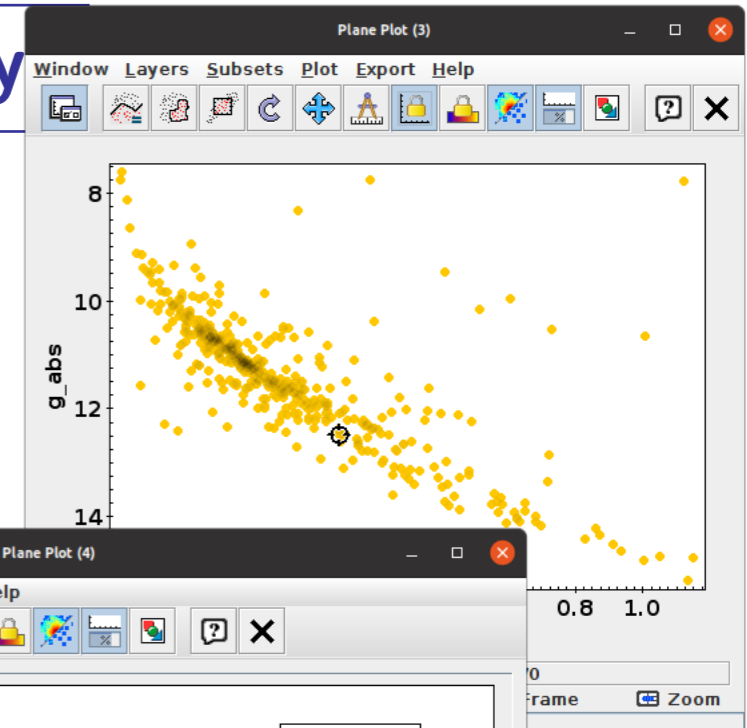 y
Plane Plot (3)
Window Layers Subsets Plot Export Help
8
10
g_abs
12
14
0.8 1.0
Plane Plot (4)
elp
Frame Zoom